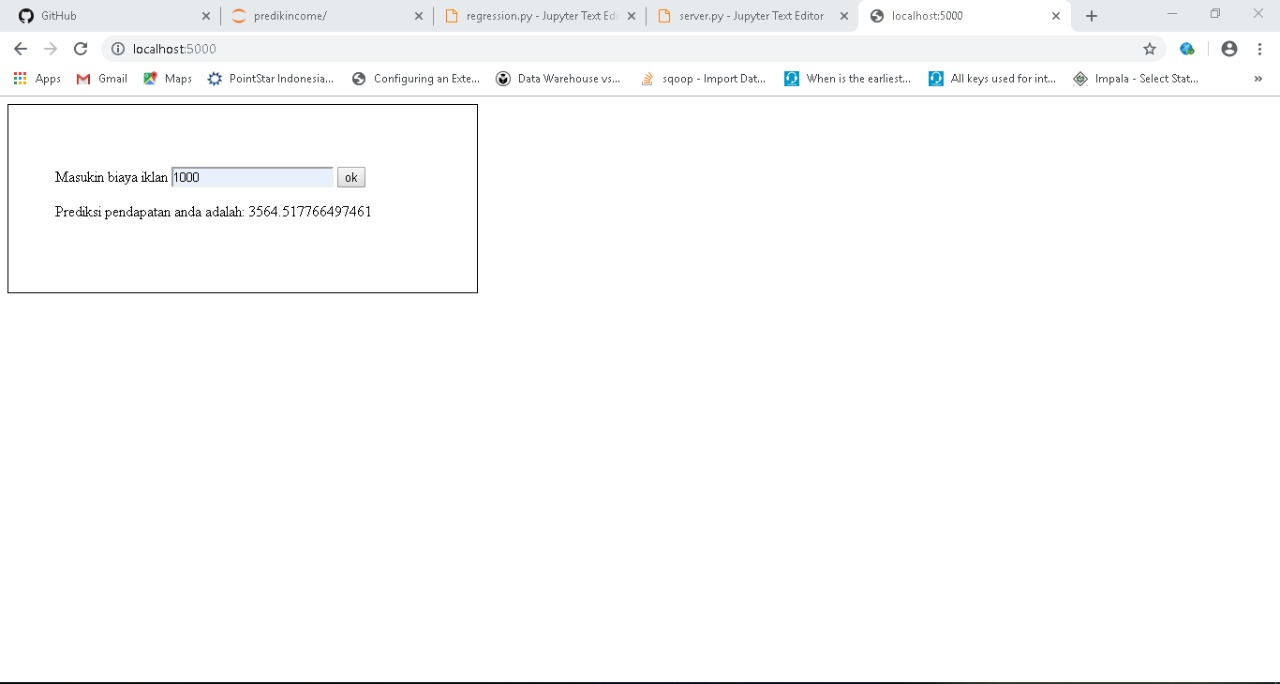 GitHub predikincome/ regression.py - Jupyter Text Edi server.py - Jupyter Text Editor localhost:5000
localhost:5000
Apps Gmail Maps PointStar Indonesia... Configuring an Exte... Data Warehouse vs... sqoop - Import Dat... When is the earliest... All keys used for int... Impala - Select Stat... »
Masukin biaya iklan 1000 ok
Prediksi pendapatan anda adalah: 3564.517766497461